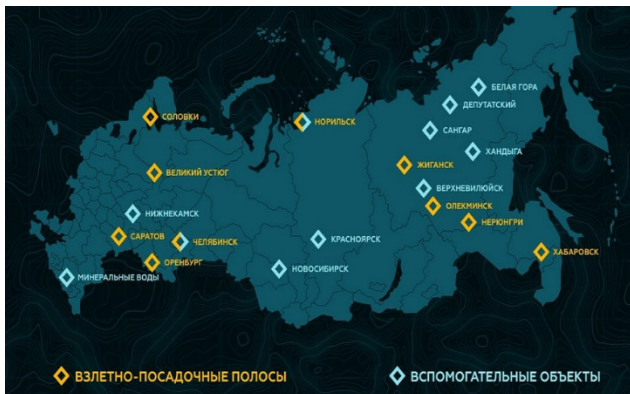 БЕЛАЯ ГОРА
ДЕПУТАТСКИЙ
СОЛОВКИ
НОРИЛЬСК
САНГАР
ХАНДЫГА
ЖИГАНСК
ВЕЛИКИЙ УСТЮГ
ВЕРХНЕВИЛЮЙСК
ОЛЕКМИНСК
НИЖНЕКАМСК
НЕРЮНГРИ
САРАТОВ
ЧЕЛЯБИНСК
КРАСНОЯРСК
ХАБАРОВСК
ОРЕНБУРГ
НОВОСИБИРСК
МИНЕРАЛЬНЫЕ ВОДЫ
ВЗЛЕТНО-ПОСАДОЧНЫЕ ПОЛОСЫ
ВСПОМОГАТЕЛЬНЫЕ ОБЪЕКТЫ